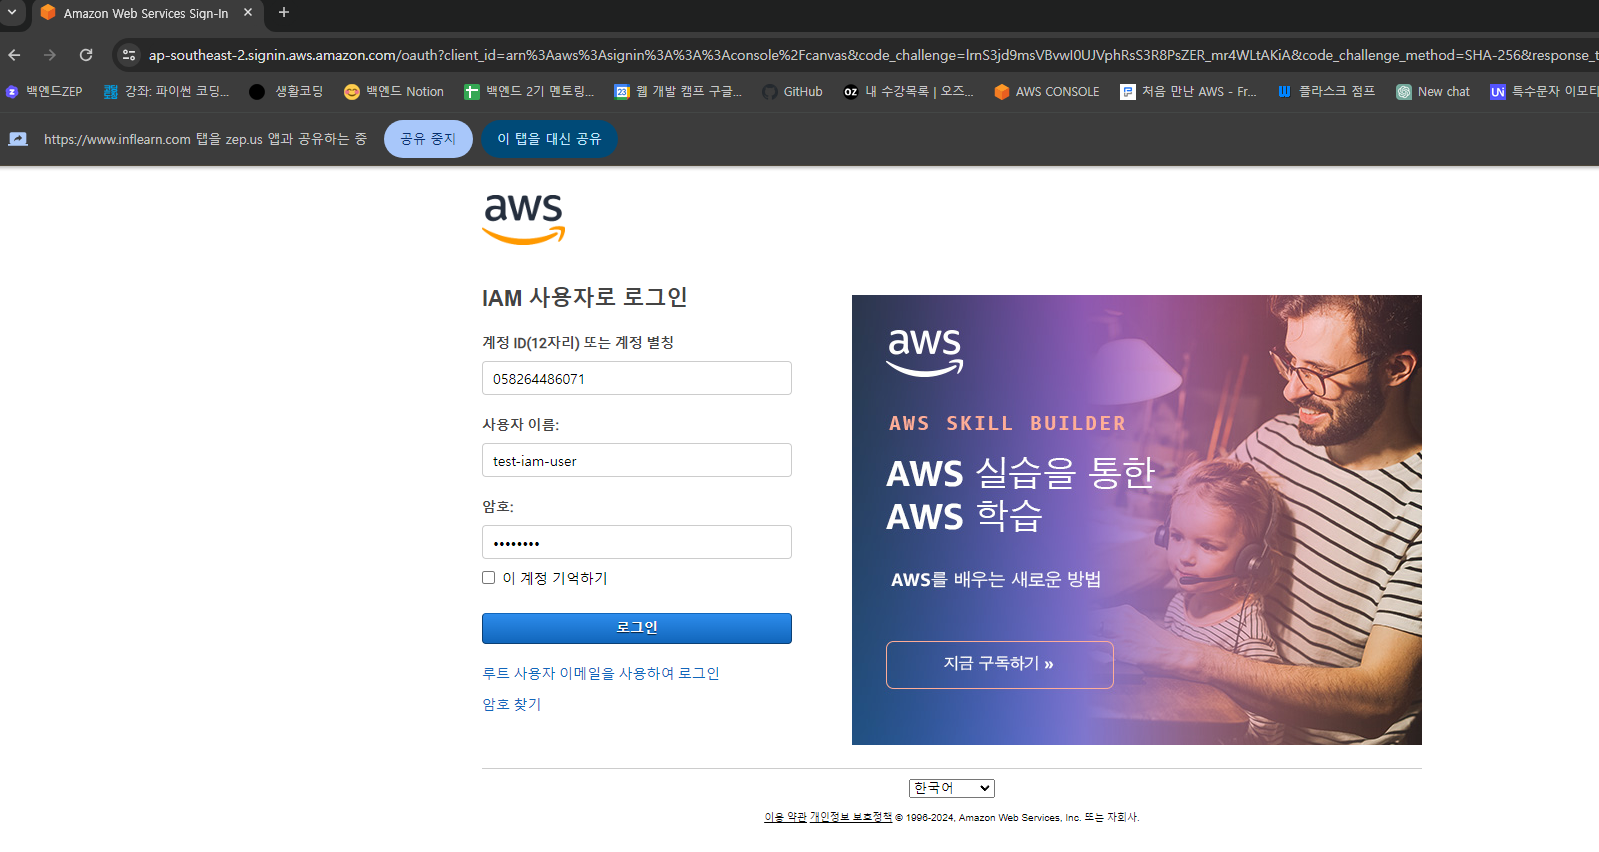 Amazon Web Services Sign-In
ap-southeast-2.signin.aws.amazon.com/oauth?client_id=arn%3Aaws%3Asignin%3A%3A%3Aconsole%2Fcanvas&code_challenge=lrnS3jd9msVBvwI0UJVphRsS3R8PsZER_mr4WLtAKiA&code_challenge_method=SHA-256&response_t
백엔드ZEP 강좌: 파이썬 코딩... 생활코딩 백엔드 Notion 백엔드 2기 멘토링... 23 웹 개발 캠프 구글... GitHub OZ 내 수강목록 | 오즈... AWS CONSOLE 처음 만난 AWS - Fr... 플라스크 점프 New chat UN 특수문자 이모티
https://www.inflearn.com 탭을 zep.us 앱과 공유하는 중 공유 중지 이 탭을 대신 공유
aws
IAM 사용자로 로그인
계정 ID(12자리) 또는 계정 별칭
058264486071
사용자 이름:
test-iam-user
암호:
••••••••
이 계정 기억하기
로그인
루트 사용자 이메일을 사용하여 로그인
암호 찾기
aws
AWS SKILL BUILDER
AWS 실습을 통한
AWS 학습
AWS를 배우는 새로운 방법
지금 구독하기 »
한국어
이용 약관 개인정보 보호정책 © 1996-2024, Amazon Web Services, Inc. 또는 자회사.